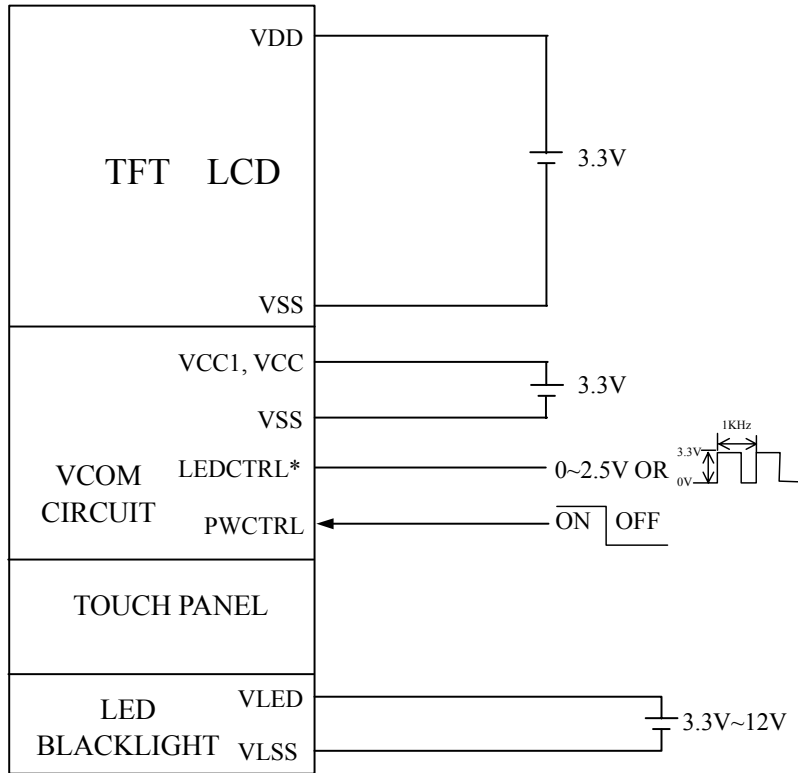 VDD
TFT LCD
3.3V
VSS
VCC1, VCC
3.3V
VSS
VCOM
CIRCUIT
LEDCTRL*
0~2.5V OR
1KHz
3.3V
0V
PWCTRL
ON OFF
TOUCH PANEL
LED
BLACKLIGHT
VLED
3.3V~12V
VLSS